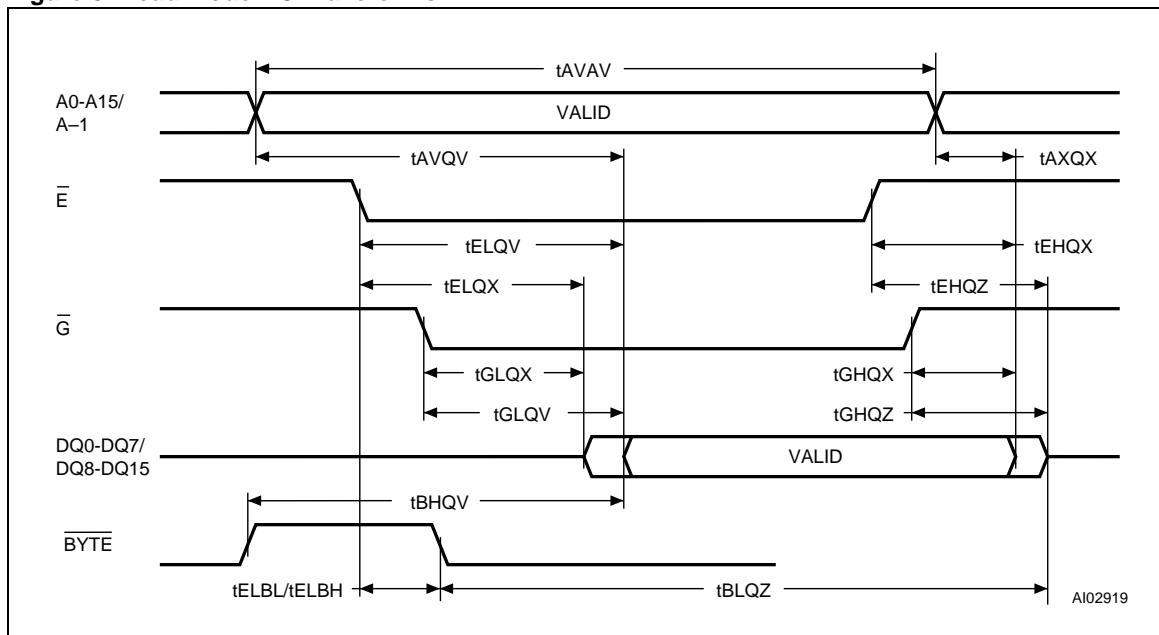 tAVAV
A0-A15/
A–1
VALID
tAVQV
tAXQX
E
tELQV
tEHQX
tELQX
tEHQZ
G
tGLQX
tGHQX
tGLQV
tGHQZ
DQ0-DQ7/
DQ8-DQ15
VALID
tBHQV
BYTE
tELBL/tELBH
tBLQZ
AI02919